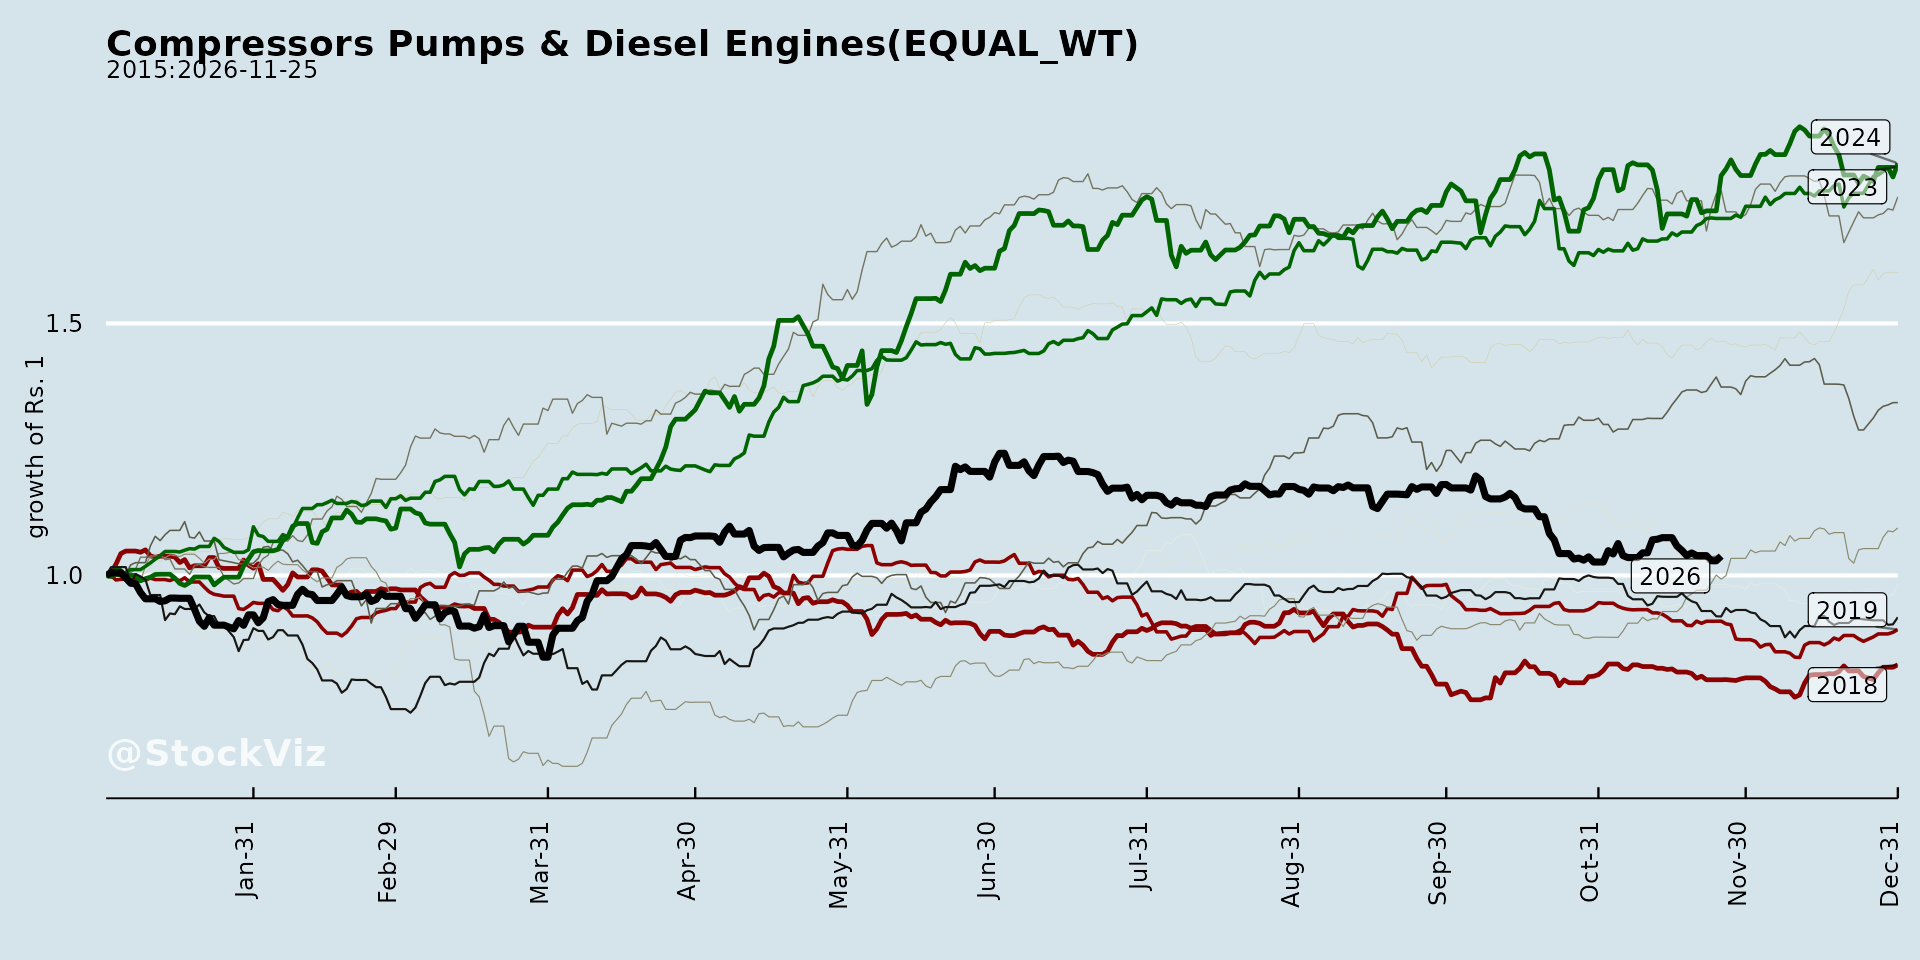 Compressors Pumps & Diesel Engines(EQUAL_WT)
2015:2026-11-25
growth of Rs. 1
1.5
1.0
2024
2023
2026
2019
2018
@StockViz
Jan-31
Feb-29
Mar-31
Apr-30
May-31
Jun-30
Jul-31
Aug-31
Sep-30
Oct-31
Nov-30
Dec-31